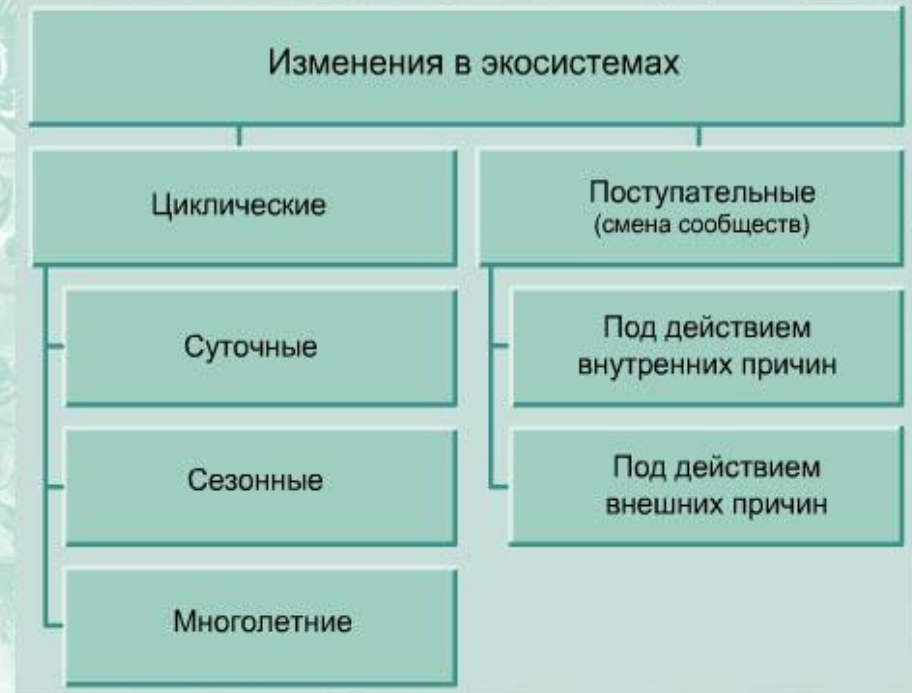 Изменения в экосистемах
Циклические
Суточные
Сезонные
Многолетние
Поступательные
(смена сообществ)
Под действием
внутренних причин
Под действием
внешних причин